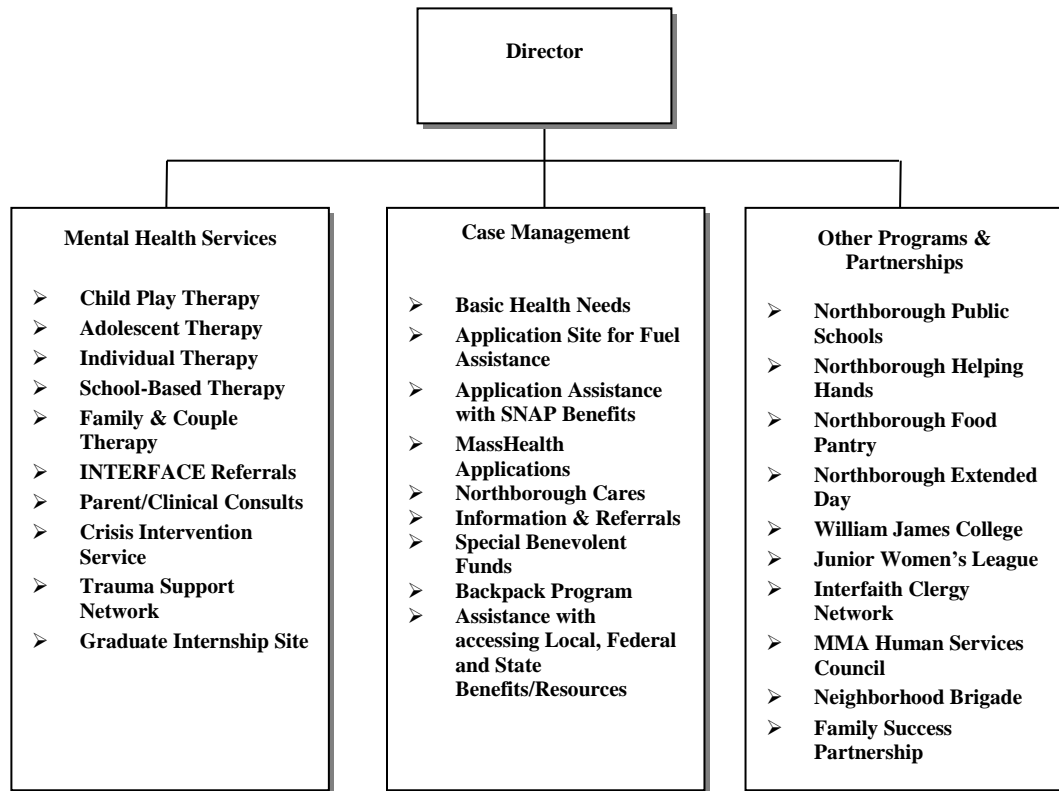 Director
Mental Health Services
➢ Child Play Therapy
➢ Adolescent Therapy
➢ Individual Therapy
➢ School-Based Therapy
➢ Family & Couple
Therapy
➢ INTERFACE Referrals
➢ Parent/Clinical Consults
➢ Crisis Intervention
Service
➢ Trauma Support
Network
➢ Graduate Internship Site
Case Management
➢ Basic Health Needs
➢ Application Site for Fuel
Assistance
➢ Application Assistance
with SNAP Benefits
➢ MassHealth
Applications
➢ Northborough Cares
➢ Information & Referrals
➢ Special Benevolent
Funds
➢ Backpack Program
➢ Assistance with
accessing Local, Federal
and State
Benefits/Resources
Other Programs &
Partnerships
➢ Northborough Public
Schools
➢ Northborough Helping
Hands
➢ Northborough Food
Pantry
➢ Northborough Extended
Day
➢ William James College
➢ Junior Women’s League
➢ Interfaith Clergy
Network
➢ MMA Human Services
Council
➢ Neighborhood Brigade
➢ Family Success
Partnership